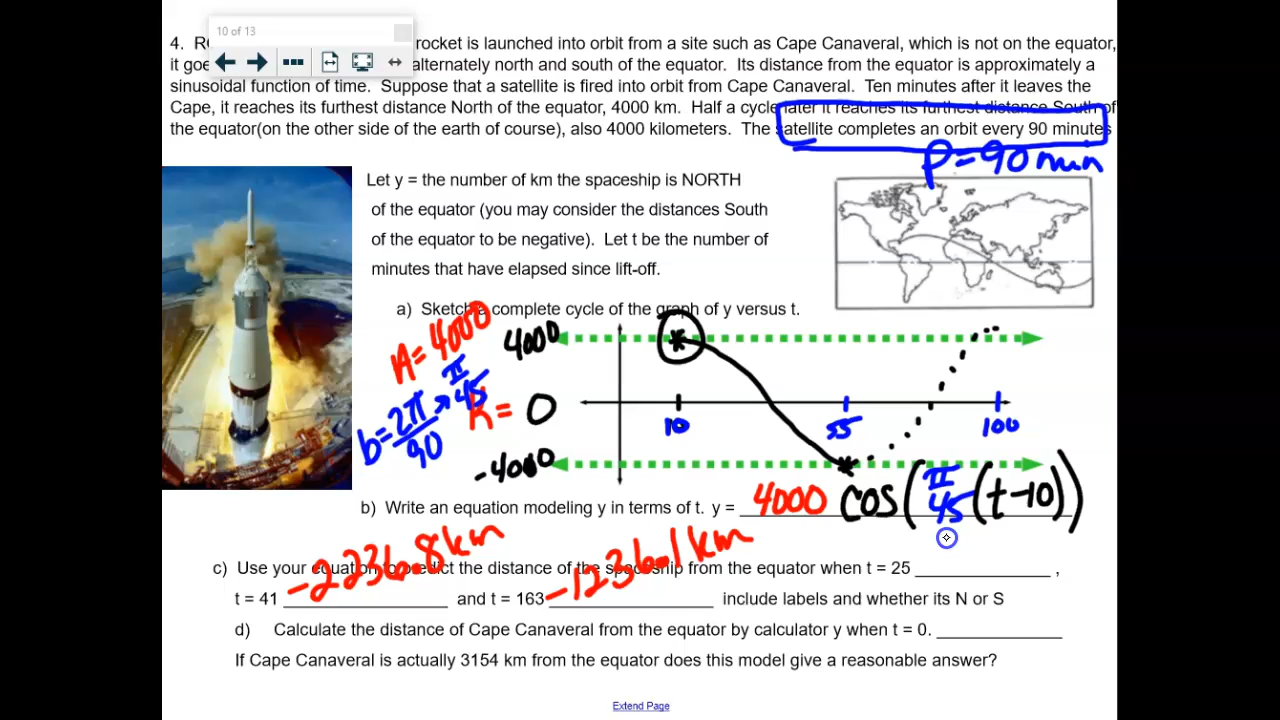 10 of 13
4. R rocket is launched into orbit from a site such as Cape Canaveral, which is not on the equator,
it goe alternately north and south of the equator. Its distance from the equator is approximately a
sinusoidal function of time. Suppose that a satellite is fired into orbit from Cape Canaveral. Ten minutes after it leaves the
Cape, it reaches its furthest distance North of the equator, 4000 km. Half a cycle later it reaches its furthest distance South of
the equator(on the other side of the earth of course), also 4000 kilometers. The satellite completes an orbit every 90 minutes
P = 90 min
Let y = the number of km the spaceship is NORTH
of the equator (you may consider the distances South
of the equator to be negative). Let t be the number of
minutes that have elapsed since lift-off.
a) Sketch a complete cycle of the graph of y versus t.
A = 4000
4000
b = 2π/90 → π/45
K = 0
10
55
100
-4000
b) Write an equation modeling y in terms of t. y = 4000 cos(π/45(t-10))
-2236.8 km
-1236.1 km
c) Use your equation to predict the distance of the spaceship from the equator when t = 25 ____________ ,
t = 41 ______________ and t = 163 ______________ include labels and whether its N or S
d) Calculate the distance of Cape Canaveral from the equator by calculator y when t = 0. ___________
If Cape Canaveral is actually 3154 km from the equator does this model give a reasonable answer?
Extend Page